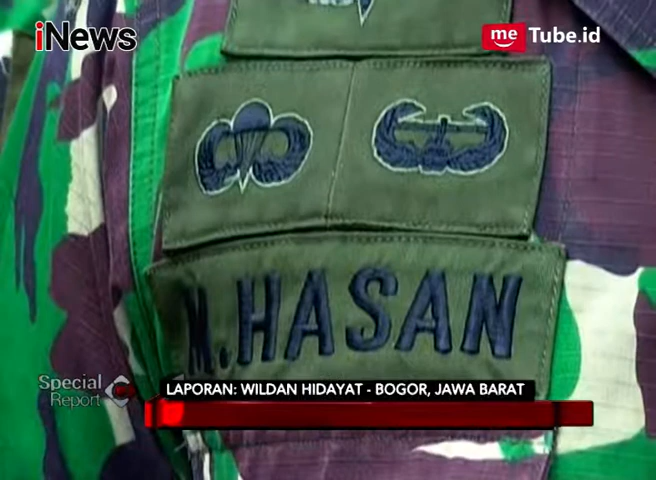 iNews
me Tube.id
M.HASAN
Special Report
LAPORAN: WILDAN HIDAYAT - BOGOR, JAWA BARAT